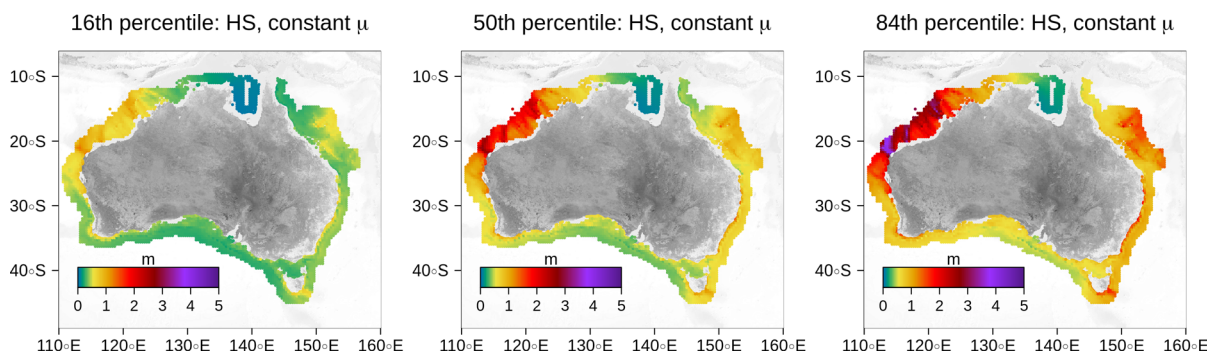 16th percentile: HS, constant μ
50th percentile: HS, constant μ
84th percentile: HS, constant μ
10°S
20°S
30°S
40°S
m
0 1 2 3 4 5
110°E 120°E 130°E 140°E 150°E 160°E
10°S
20°S
30°S
40°S
m
0 1 2 3 4 5
110°E 120°E 130°E 140°E 150°E 160°E
10°S
20°S
30°S
40°S
m
0 1 2 3 4 5
110°E 120°E 130°E 140°E 150°E 160°E